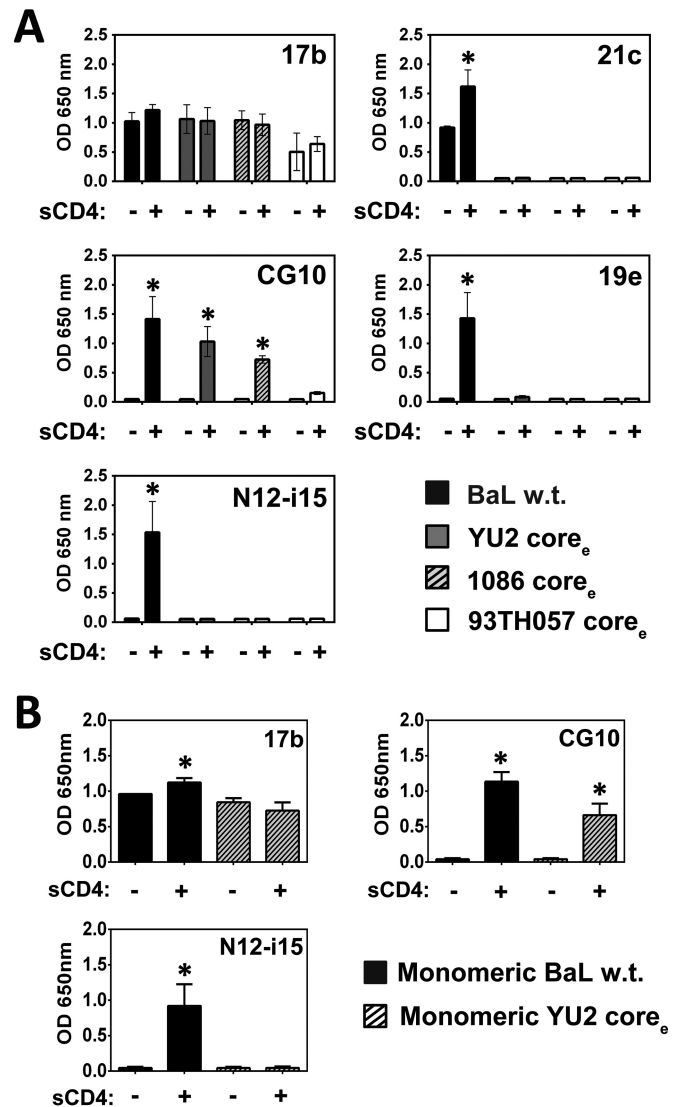 A
17b
OD 650 nm
2.5
2.0
1.5
1.0
0.5
0.0
sCD4: - + - + - + - +
21c
OD 650 nm
2.5
2.0
1.5
1.0
0.5
0.0
*
sCD4: - + - + - + - +
CG10
OD 650 nm
2.5
2.0
1.5
1.0
0.5
0.0
* * *
sCD4: - + - + - + - +
19e
OD 650 nm
2.5
2.0
1.5
1.0
0.5
0.0
*
sCD4: - + - + - + - +
N12-i15
OD 650 nm
2.5
2.0
1.5
1.0
0.5
0.0
*
sCD4: - + - + - + - +
BaL w.t.
YU2 coree
1086 coree
93TH057 coree
B
17b
OD 650nm
2.0
1.5
1.0
0.5
0.0
*
sCD4: - + - +
CG10
OD 650nm
2.0
1.5
1.0
0.5
0.0
* *
sCD4: - + - +
N12-i15
OD 650nm
2.0
1.5
1.0
0.5
0.0
*
sCD4: - + - +
Monomeric BaL w.t.
Monomeric YU2 coree